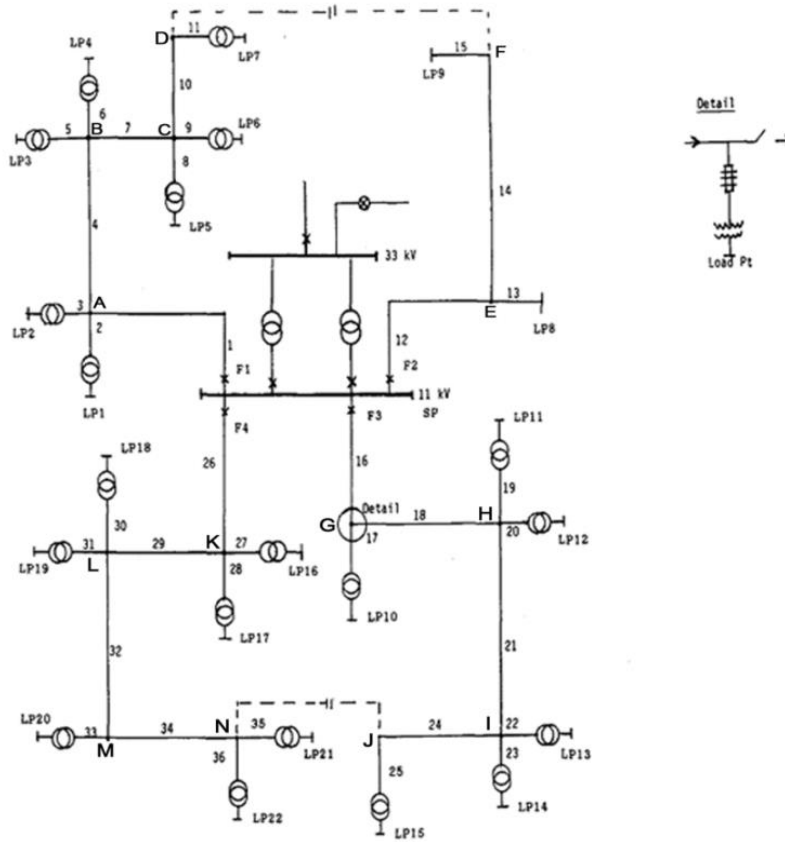 11
D
LP7
15
F
LP9
LP4
10
6
5
B
7
C
9
LP6
LP3
8
LP5
Detail
Load Pt
14
4
33 kV
3
A
2
LP2
LP1
1
F1
13
E
LP8
12
F2
11 kV
SP
F3
F4
LP11
LP18
26
16
19
30
Detail
G
17
18
H
20
LP12
31
29
K
27
LP19
L
28
LP16
LP17
LP10
32
21
LP20
33
M
34
N
35
36
LP21
LP22
24
J
I
22
23
LP13
25
LP14
LP15